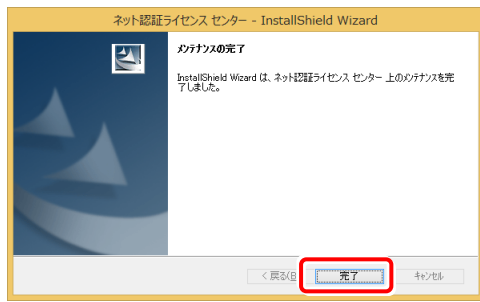 ネット認証ライセンス センター - InstallShield Wizard
メンテナンスの完了
InstallShield Wizard は、ネット認証ライセンス センター 上のメンテナンスを完
了しました。
< 戻る(B
完了
キャンセル